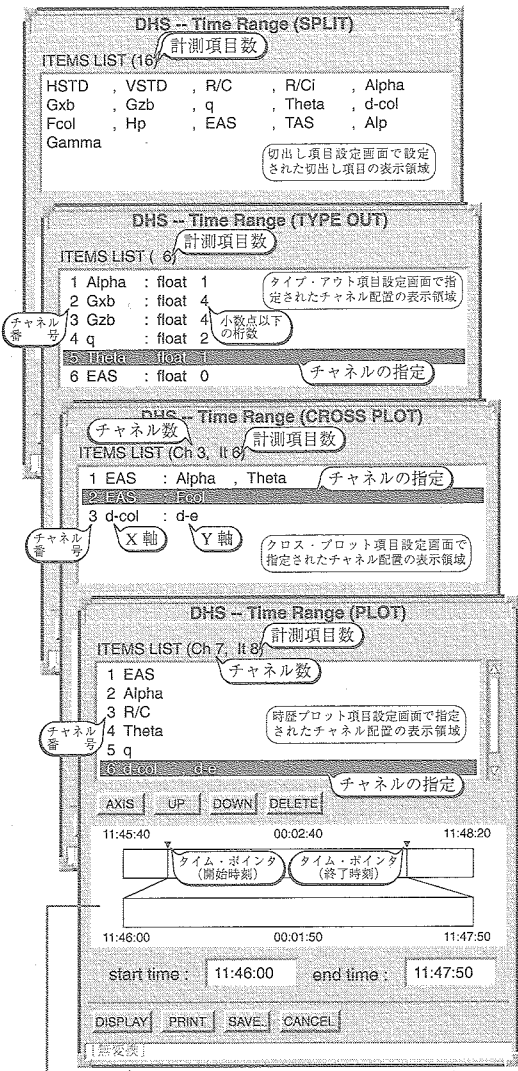 DHS -- Time Range (SPLIT)
計測項目数
ITEMS LIST (16)
HSTD , VSTD , R/C , R/Ci , Alpha
Gxb , Gzb , q , Theta , d-col
Fcol , Hp , EAS , TAS , Alp
Gamma
切出し項目設定画面で設定
された切出し項目の表示領域
DHS -- Time Range (TYPE OUT)
計測項目数
ITEMS LIST ( 6)
1 Alpha : float 1
2 Gxb : float 4
3 Gzb : float 4
4 q : float 2
5 Theta : float 1
6 EAS : float 0
タイプ・アウト項目設定画面で指
定されたチャネル配置の表示領域
チャネル
番号
小数点以下
の桁数
チャネルの指定
DHS -- Time Range (CROSS PLOT)
チャネル数
計測項目数
ITEMS LIST (Ch 3, It 6)
1 EAS : Alpha , Theta
2 EAS : Fcol
3 d-col : d-e
チャネルの指定
チャネル
番号
X 軸
Y 軸
クロス・プロット項目設定画面で
指定されたチャネル配置の表示領域
DHS -- Time Range (PLOT)
計測項目数
ITEMS LIST (Ch 7, It 8)
チャネル数
1 EAS
2 Alpha
3 R/C
4 Theta
5 q
6 d-col , d-e
チャネル
番号
時歴プロット項目設定画面で指定
されたチャネル配置の表示領域
チャネルの指定
AXIS UP DOWN DELETE
11:45:40 00:02:40 11:48:20
タイム・ポインタ
(開始時刻)
タイム・ポインタ
(終了時刻)
11:46:00 00:01:50 11:47:50
start time : 11:46:00 end time : 11:47:50
DISPLAY PRINT SAVE. CANCEL
[無変換]